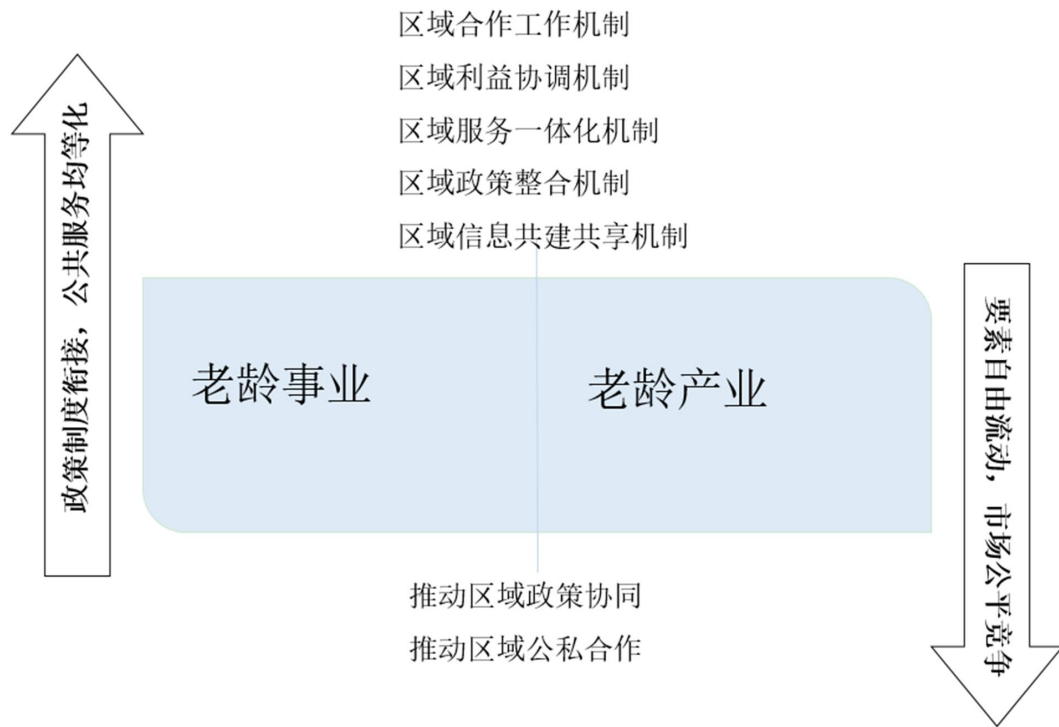 区域合作工作机制
区域利益协调机制
区域服务一体化机制
区域政策整合机制
区域信息共建共享机制
政策制度衔接，公共服务均等化
老龄事业
老龄产业
要素自由流动，市场公平竞争
推动区域政策协同
推动区域公私合作